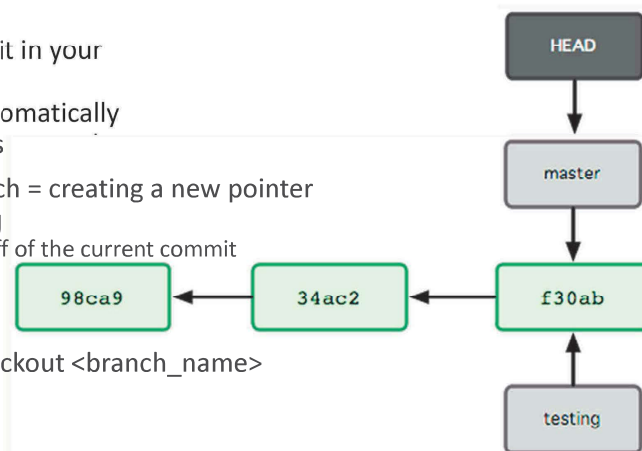 it in your
HEAD
omatically
s
ch = creating a new pointer
master
ff of the current commit
98ca9
34ac2
f30ab
ckout <branch_name>
testing